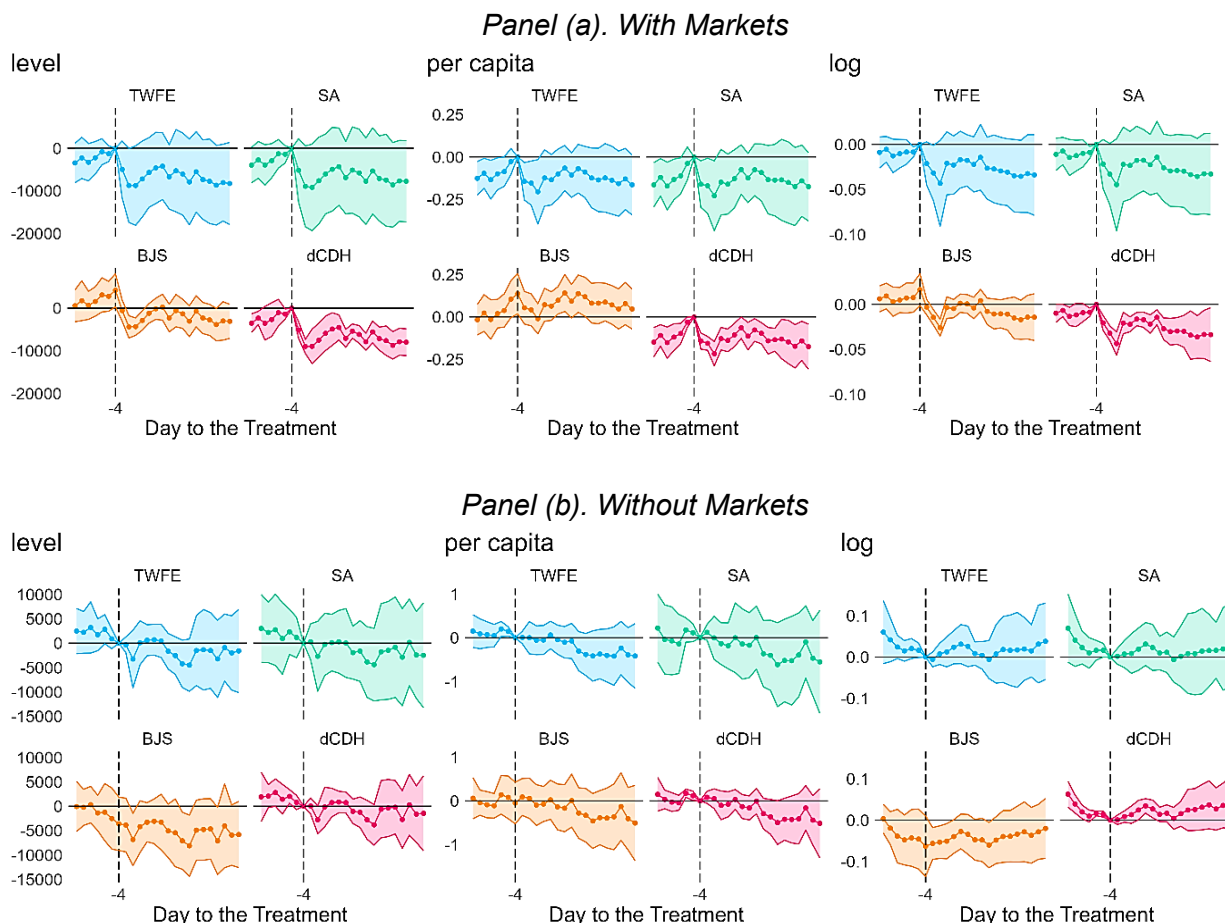 Panel (a). With Markets
level
per capita
log
TWFE
SA
TWFE
SA
TWFE
SA
0
-10000
-20000
0.25
0.00
-0.25
0.00
-0.05
-0.10
BJS
dCDH
BJS
dCDH
BJS
dCDH
0
-10000
-20000
0.25
0.00
-0.25
0.00
-0.05
-0.10
-4
-4
-4
-4
-4
-4
Day to the Treatment
Day to the Treatment
Day to the Treatment
Panel (b). Without Markets
level
per capita
log
TWFE
SA
TWFE
SA
TWFE
SA
10000
5000
0
-5000
-10000
-15000
1
0
-1
0.1
0.0
-0.1
BJS
dCDH
BJS
dCDH
BJS
dCDH
10000
5000
0
-5000
-10000
-15000
1
0
-1
0.1
0.0
-0.1
-4
-4
-4
-4
-4
-4
Day to the Treatment
Day to the Treatment
Day to the Treatment